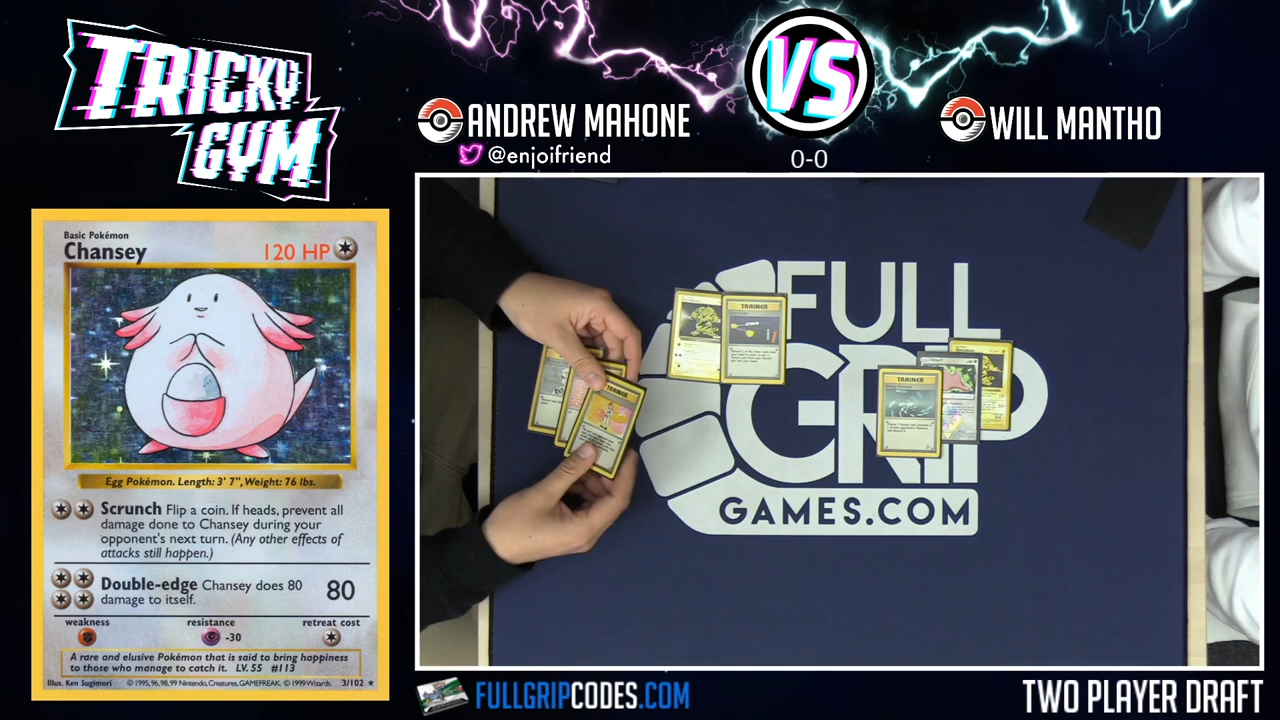 TRICKY
GYM
ANDREW MAHONE
@enjoifriend
VS
0-0
WILL MANTHO
Basic Pokémon
Chansey
120 HP
Egg Pokémon. Length: 3' 7", Weight: 76 lbs.
Scrunch Flip a coin. If heads, prevent all
damage done to Chansey during your
opponent's next turn. (Any other effects of
attacks still happen.)
Double-edge Chansey does 80
damage to itself.
80
weakness
resistance
retreat cost
-30
A rare and elusive Pokémon that is said to bring happiness
to those who manage to catch it. LV. 55 #113
Illus. Ken Sugimori © 1995, 96, 98, 99 Nintendo, Creatures, GAMEFREAK. © 1999 Wizards. 3/102
TRAINER
TRAINER
TRAINER
FULL
GRIP
GAMES.COM
FULLGRIPCODES.COM
TWO PLAYER DRAFT